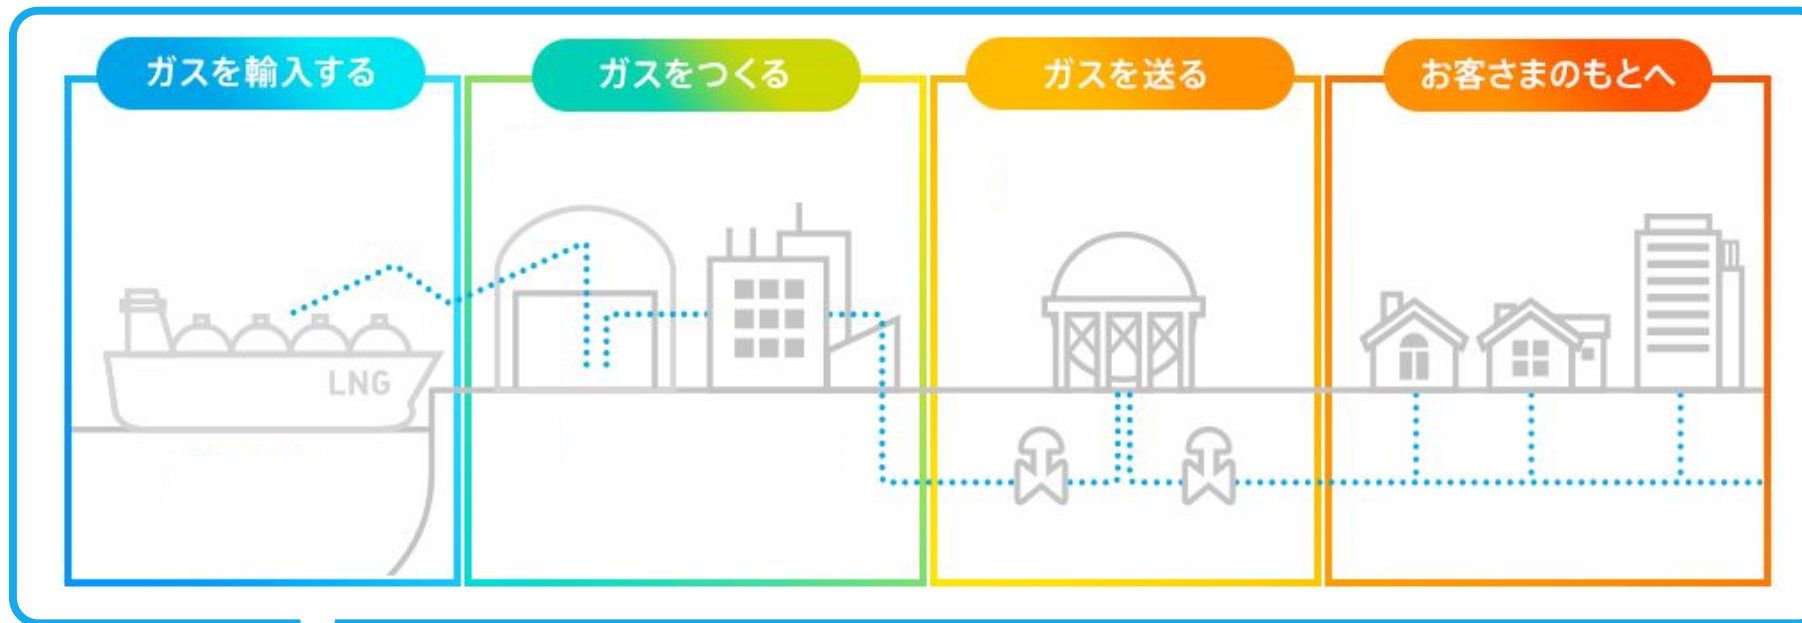 ガスを輸入する
ガスをつくる
ガスを送る
お客さまのもとへ
LNG